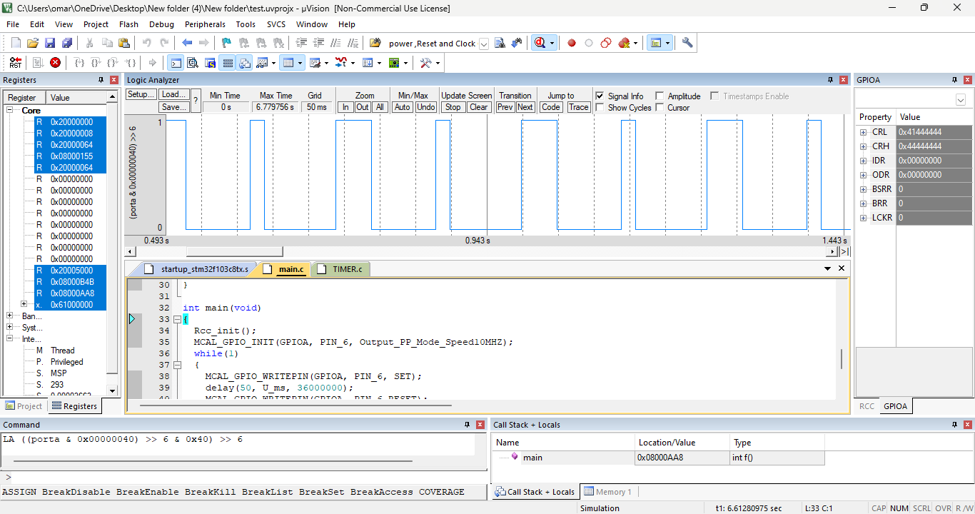 C:\Users\omar\OneDrive\Desktop\New folder (4)\New folder\test.uvprojx - µVision [Non-Commercial Use License]
File Edit View Project Flash Debug Peripherals Tools SVCS Window Help
power ,Reset and Clock
RST
Registers
Register Value
Core
R 0x20000000
R 0x20000008
R 0x20000064
R 0x08000155
R 0x20000064
R 0x00000000
R 0x00000000
R 0x00000000
R 0x00000000
R 0x00000000
R 0x00000000
R 0x00000000
R 0x00000000
R 0x20005000
R 0x08000B4B
R 0x08000AA8
x. 0x61000000
Ban...
Syst...
Inte...
M Thread
P. Privileged
S. MSP
S. 293
Project Registers
Logic Analyzer
Setup... Load... Save... ?
Min Time 0 s
Max Time 6.779756 s
Grid 50 ms
Zoom In Out All
Min/Max Auto Undo
Update Screen Stop Clear
Transition Prev Next
Jump to Code Trace
Signal Info Amplitude Timestamps Enable
Show Cycles Cursor
(porta & 0x00000040) >> 6
1
0
0.493 s 0.943 s 1.443 s
startup_stm32f103c8tx.s main.c TIMER.c
30 }
31
32 int main(void)
33 {
34 Rcc_init();
35 MCAL_GPIO_INIT(GPIOA, PIN_6, Output_PP_Mode_Speed10MHZ);
36 while(1)
37 {
38 MCAL_GPIO_WRITEPIN(GPIOA, PIN_6, SET);
39 delay(50, U_ms, 36000000);
40 MCAL_GPIO_WRITEPIN(GPIOA, PIN_6,RESET);
GPIOA
Property Value
CRL 0x41444444
CRH 0x44444444
IDR 0x00000000
ODR 0x00000000
BSRR 0
BRR 0
LCKR 0
RCC GPIOA
Command
LA ((porta & 0x00000040) >> 6 & 0x40) >> 6
>
ASSIGN BreakDisable BreakEnable BreakKill BreakList BreakSet BreakAccess COVERAGE
Call Stack + Locals
Name Location/Value Type
main 0x08000AA8 int f()
Call Stack + Locals Memory 1
Simulation t1: 6.61280975 sec L:33 C:1 CAP NUM SCRL OVR R/W